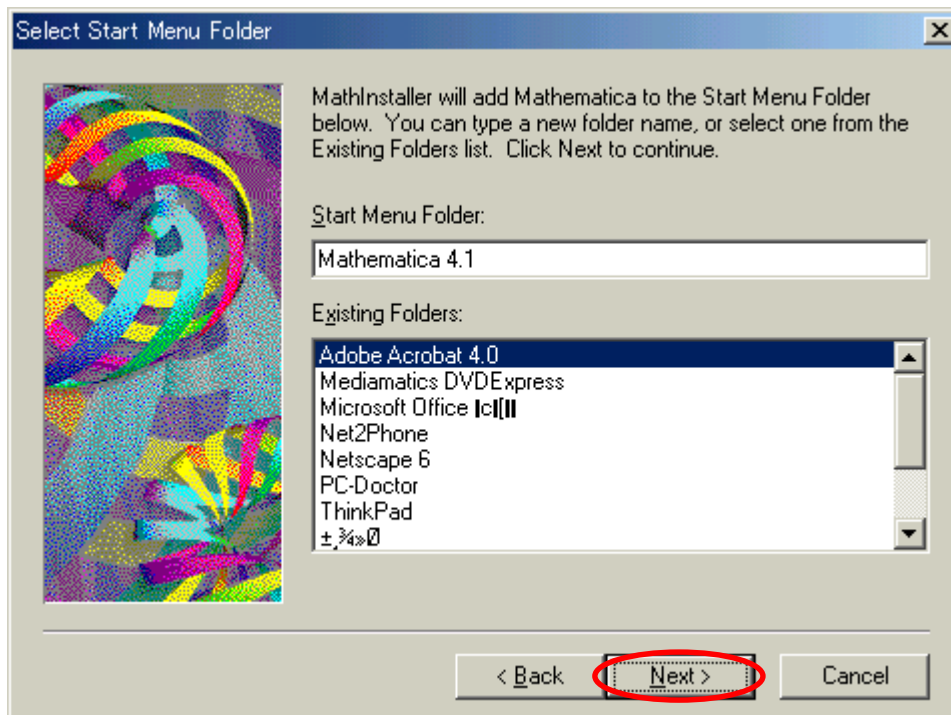 Select Start Menu Folder
MathInstaller will add Mathematica to the Start Menu Folder
below. You can type a new folder name, or select one from the
Existing Folders list. Click Next to continue.
Start Menu Folder:
Mathematica 4.1
Existing Folders:
Adobe Acrobat 4.0
Mediamatics DVDExpress
Microsoft Office
Net2Phone
Netscape 6
PC-Doctor
ThinkPad
±¸¾»Ø
< Back
Next >
Cancel